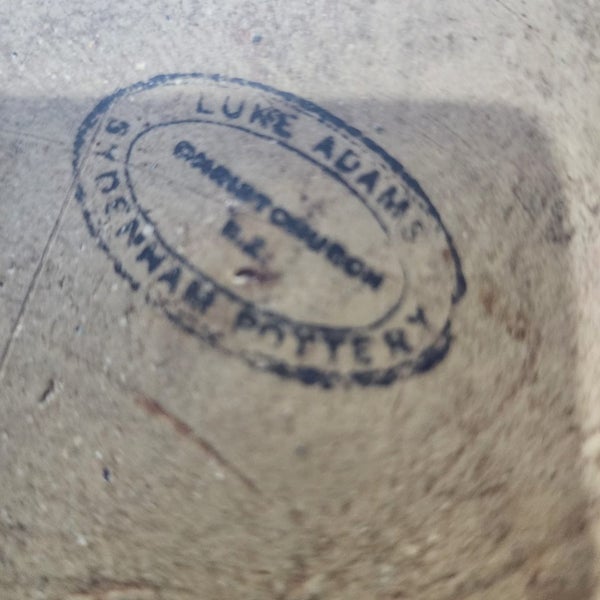 LUKE ADAMS
CHRISTCHURCH
N.Z.
SYDENHAM POTTERY